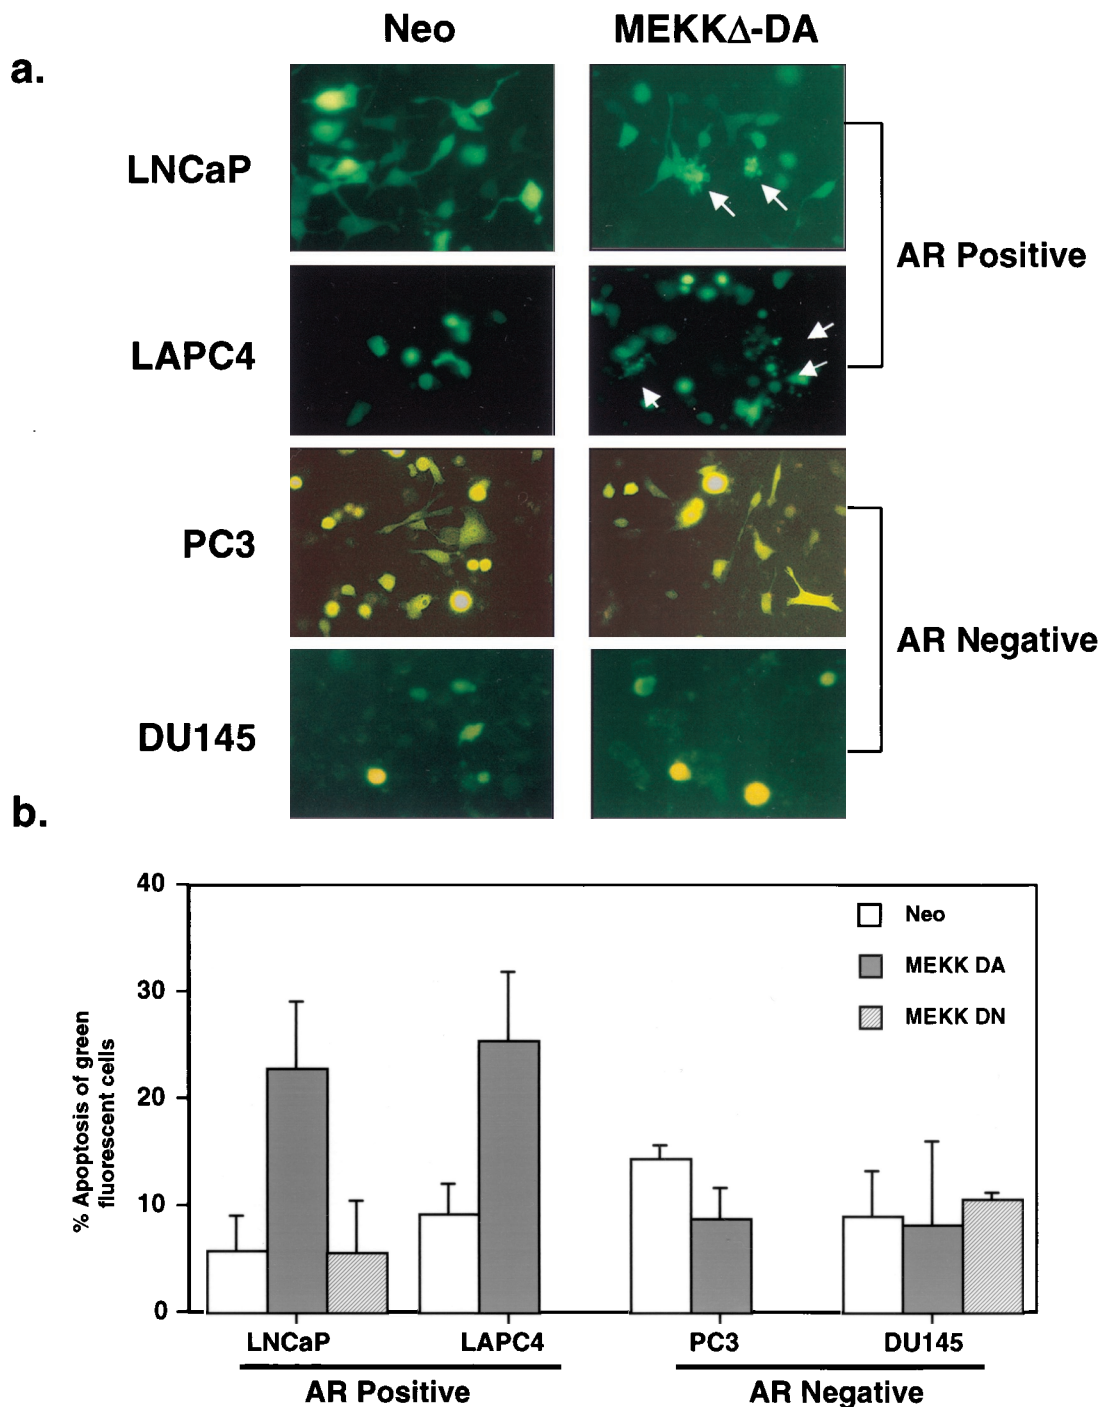 Neo MEKKΔ-DA
a.
LNCaP
AR Positive
LAPC4
PC3
AR Negative
DU145
b.
40
30
20
10
0
% Apoptosis of green
fluorescent cells
Neo
MEKK DA
MEKK DN
LNCaP LAPC4 PC3 DU145
AR Positive AR Negative